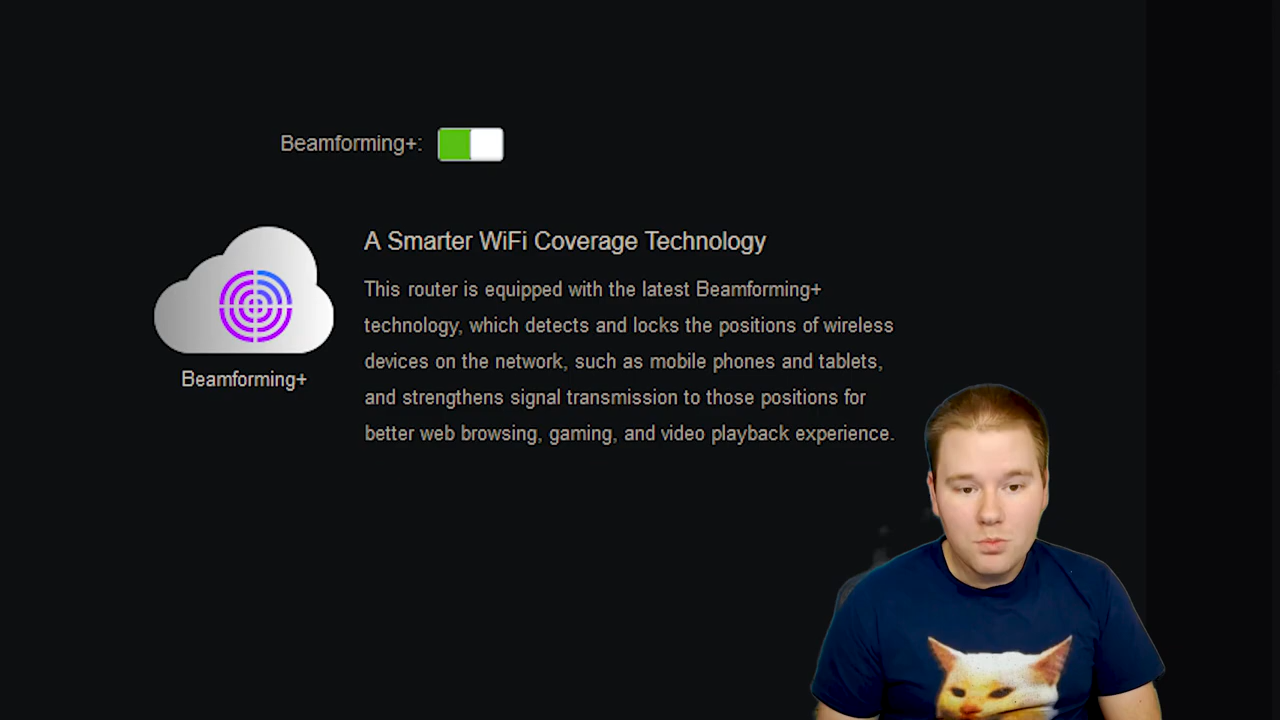 Beamforming+:
A Smarter WiFi Coverage Technology
This router is equipped with the latest Beamforming+
technology, which detects and locks the positions of wireless
devices on the network, such as mobile phones and tablets,
and strengthens signal transmission to those positions for
better web browsing, gaming, and video playback experience.
Beamforming+